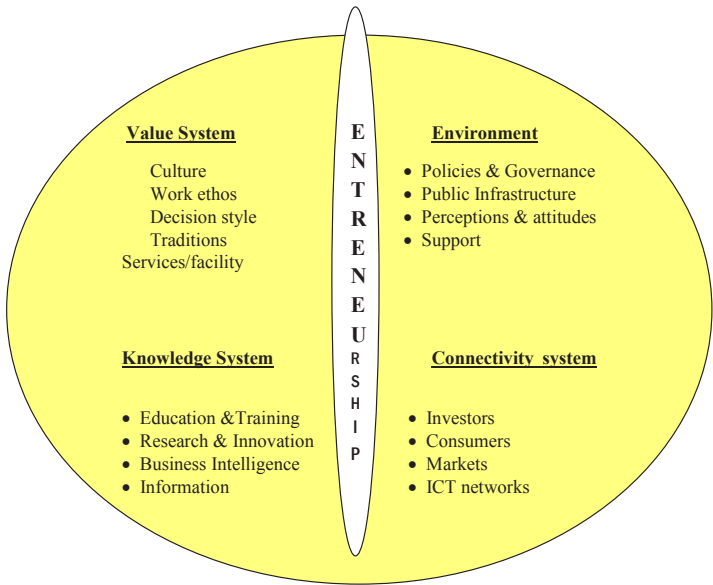 Value System
Culture
Work ethos
Decision style
Traditions
Services/facility
E
N
T
R
E
N
E
U
R
S
H
I
P
Environment
• Policies & Governance
• Public Infrastructure
• Perceptions & attitudes
• Support
Knowledge System
• Education &Training
• Research & Innovation
• Business Intelligence
• Information
Connectivity system
• Investors
• Consumers
• Markets
• ICT networks